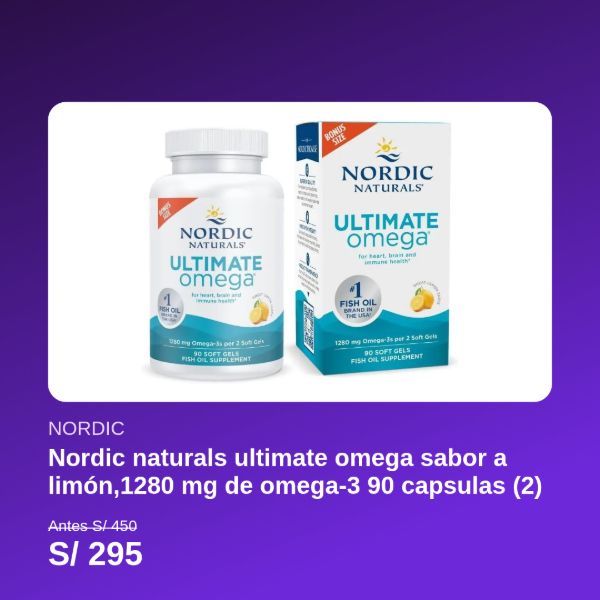 BONUS
SIZE
NORDIC
NATURALS®
ULTIMATE
omega®
for heart, brain and
immune health†
#1
FISH OIL
BRAND IN
THE USA‡
1280 mg Omega-3s per 2 Soft Gels
90 SOFT GELS
FISH OIL SUPPLEMENT
BONUS
SIZE
NORDIC
NATURALS®
ULTIMATE
omega®
for heart, brain and
immune health†
#1
FISH OIL
BRAND IN
THE USA‡
1280 mg Omega-3s per 2 Soft Gels
90 SOFT GELS
FISH OIL SUPPLEMENT
NORDIC
Nordic naturals ultimate omega sabor a
limón,1280 mg de omega-3 90 capsulas (2)
Antes S/ 450
S/ 295